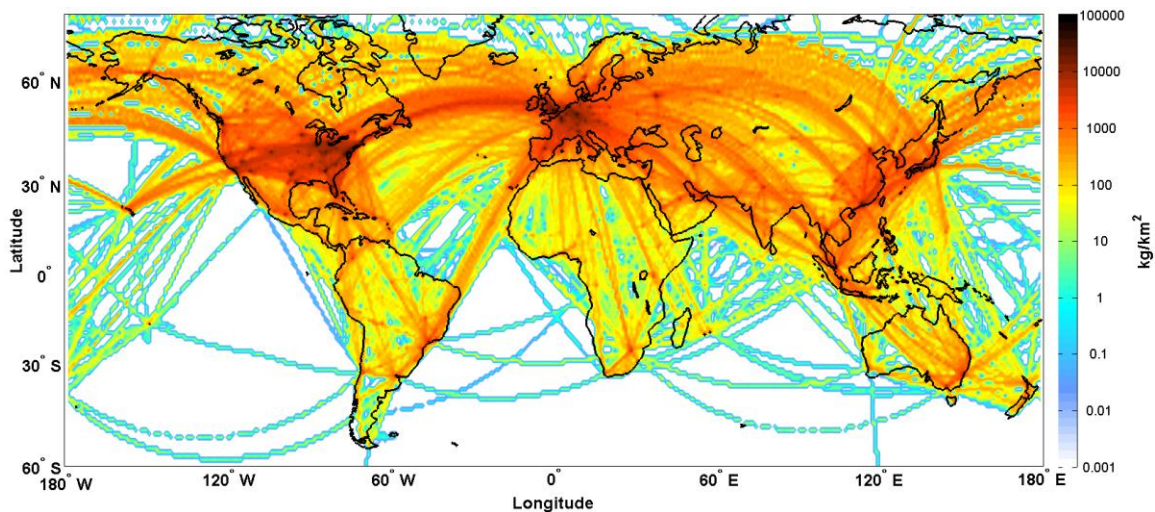 Latitude
60° N
30° N
0°
30° S
60° S
180° W
120° W
60° W
0°
60° E
120° E
180° E
Longitude
100000
10000
1000
100
10
1
0.1
0.01
0.001
kg/km²